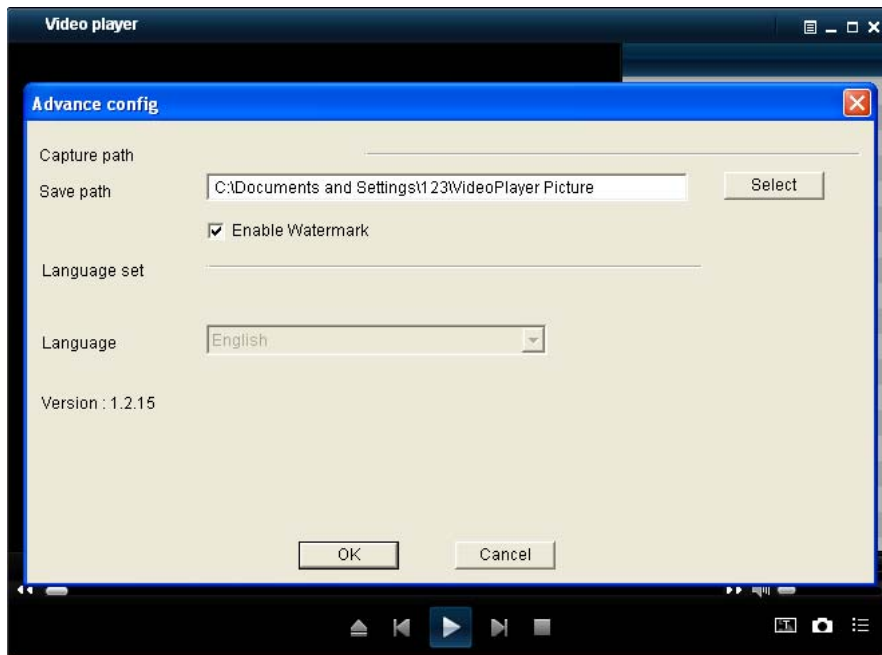 Video player
Advance config
Capture path
Save path C:\Documents and Settings\123\VideoPlayer Picture Select
Enable Watermark
Language set
Language English
Version : 1.2.15
OK Cancel